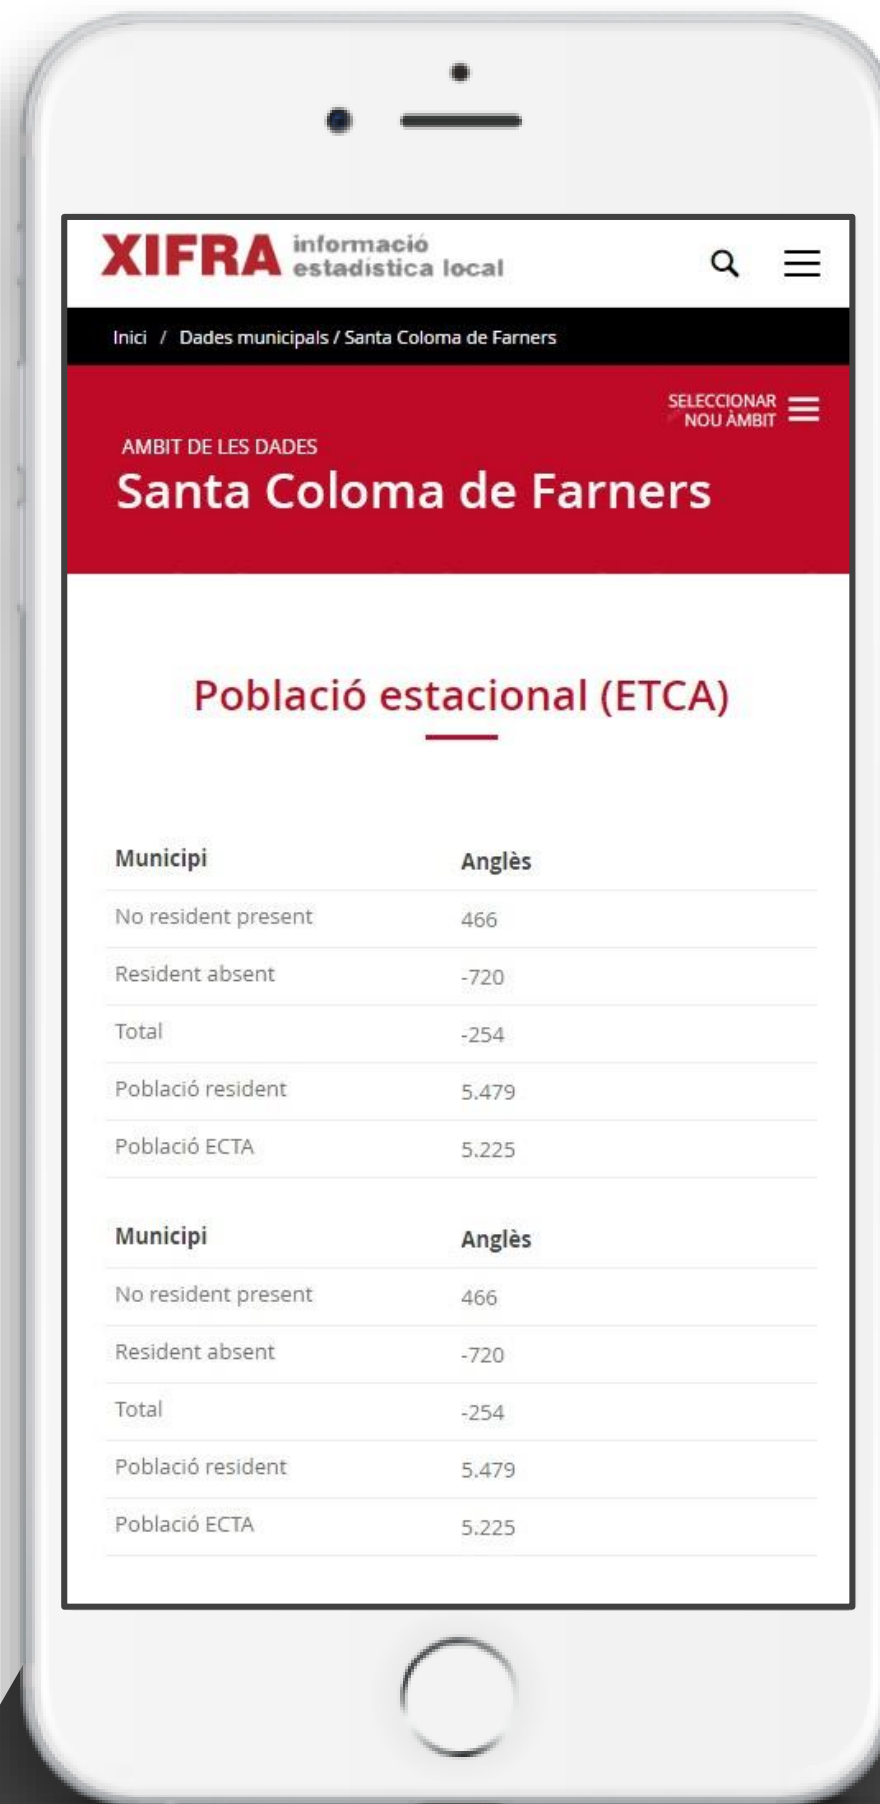 XIFRA informació
estadística local
Inici / Dades municipals / Santa Coloma de Farners
SELECCIONAR
NOU ÀMBIT
AMBIT DE LES DADES
Santa Coloma de Farners
Població estacional (ETCA)
Municipi Anglès
No resident present 466
Resident absent -720
Total -254
Població resident 5.479
Població ECTA 5.225
Municipi Anglès
No resident present 466
Resident absent -720
Total -254
Població resident 5.479
Població ECTA 5.225